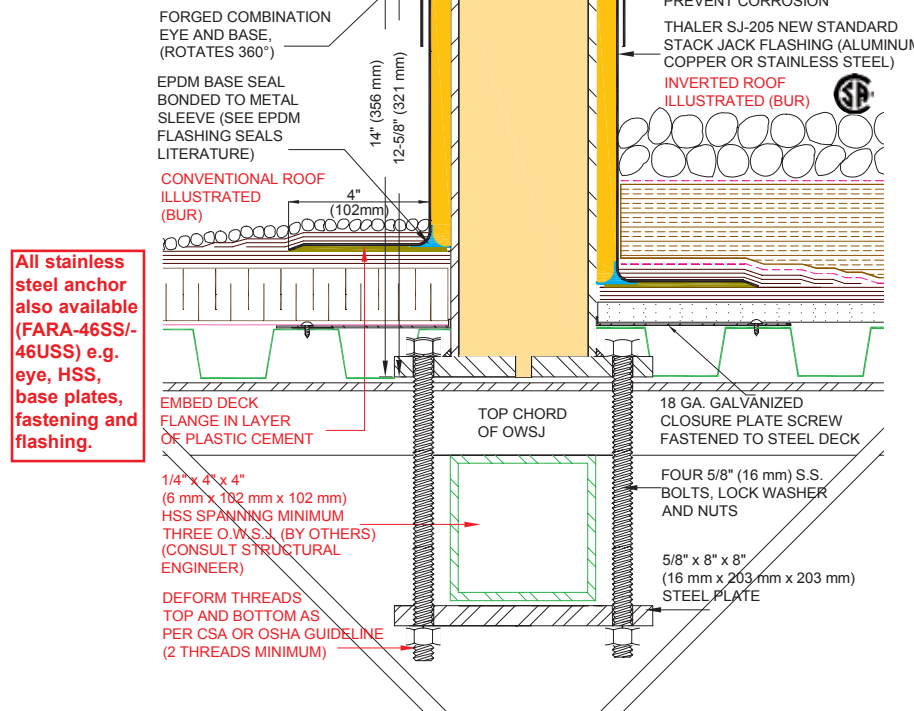 FORGED COMBINATION
EYE AND BASE,
(ROTATES 360°)
EPDM BASE SEAL
BONDED TO METAL
SLEEVE (SEE EPDM
FLASHING SEALS
LITERATURE)
CONVENTIONAL ROOF
ILLUSTRATED
(BUR)
4"
(102mm)
14" (356 mm)
12-5/8" (321 mm)
PREVENT CORROSION
THALER SJ-205 NEW STANDARD
STACK JACK FLASHING (ALUMINUM
COPPER OR STAINLESS STEEL)
INVERTED ROOF
ILLUSTRATED (BUR)
All stainless
steel anchor
also available
(FARA-46SS/-
46USS) e.g.
eye, HSS,
base plates,
fastening and
flashing.
EMBED DECK
FLANGE IN LAYER
OF PLASTIC CEMENT
TOP CHORD
OF OWSJ
18 GA. GALVANIZED
CLOSURE PLATE SCREW
FASTENED TO STEEL DECK
1/4" x 4" x 4"
(6 mm x 102 mm x 102 mm)
HSS SPANNING MINIMUM
THREE O.W.S.J. (BY OTHERS)
(CONSULT STRUCTURAL
ENGINEER)
FOUR 5/8" (16 mm) S.S.
BOLTS, LOCK WASHER
AND NUTS
5/8" x 8" x 8"
(16 mm x 203 mm x 203 mm)
STEEL PLATE
DEFORM THREADS
TOP AND BOTTOM AS
PER CSA OR OSHA GUIDELINE
(2 THREADS MINIMUM)